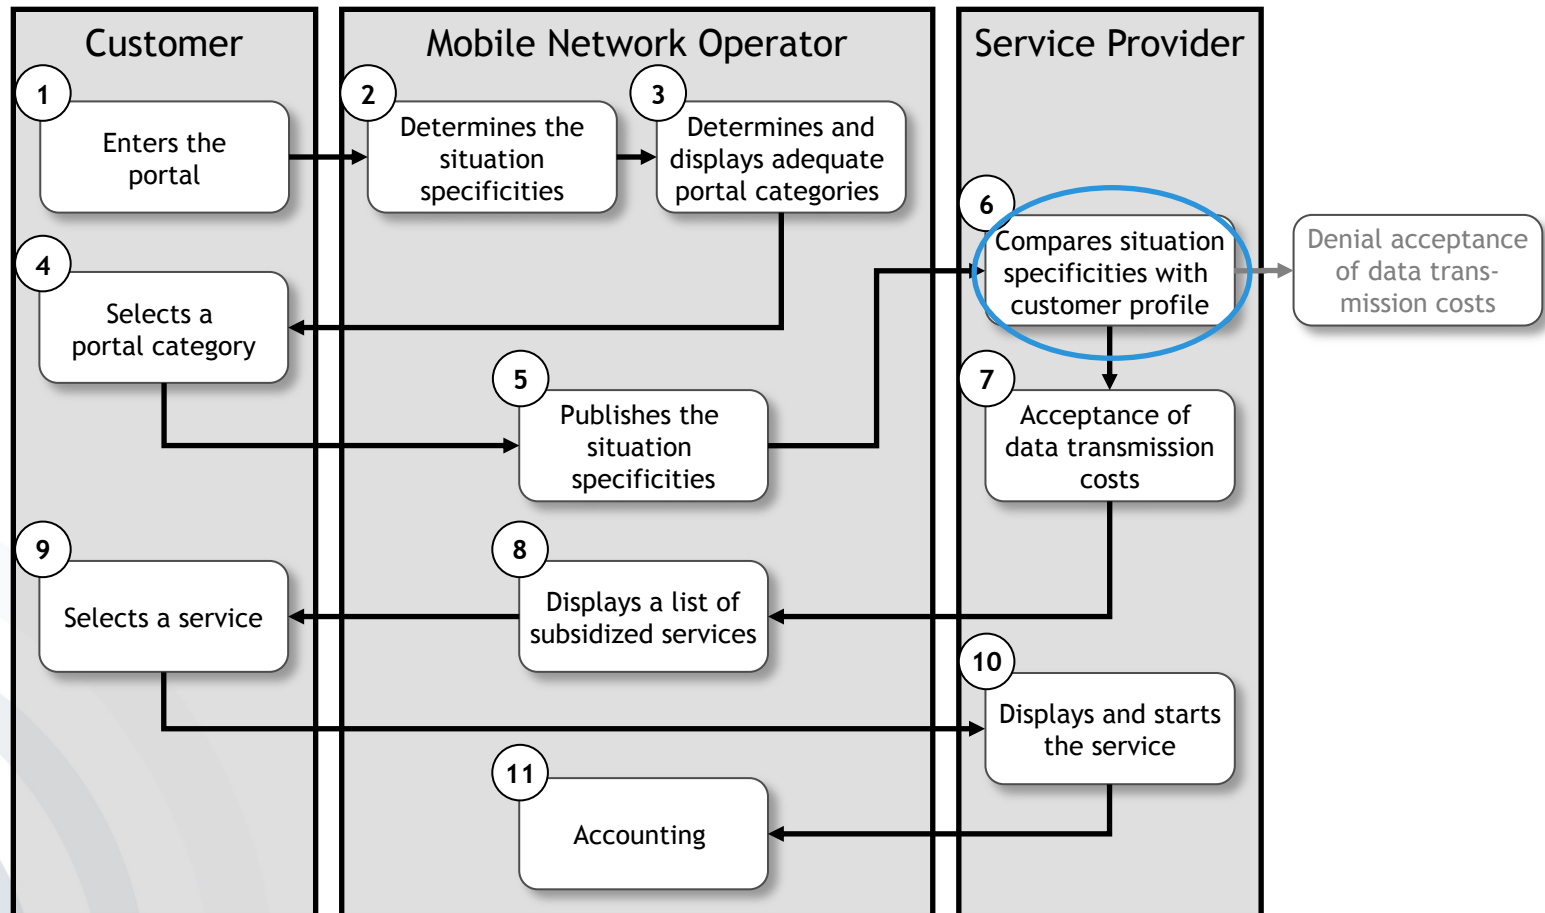 Customer
Mobile Network Operator
Service Provider
1
Enters the
portal
2
Determines the
situation
specificities
3
Determines and
displays adequate
portal categories
4
Selects a
portal category
5
Publishes the
situation
specificities
6
Compares situation
specificities with
customer profile
Denial acceptance
of data trans-
mission costs
7
Acceptance of
data transmission
costs
8
Displays a list of
subsidized services
9
Selects a service
10
Displays and starts
the service
11
Accounting